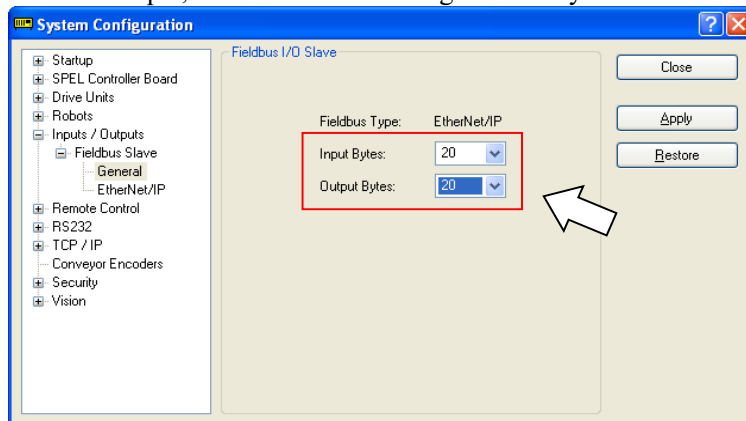 System Configuration
Startup
SPEL Controller Board
Drive Units
Robots
Inputs / Outputs
Fieldbus Slave
General
EtherNet/IP
Remote Control
RS232
TCP / IP
Conveyor Encoders
Security
Vision
Fieldbus I/O Slave
Fieldbus Type: EtherNet/IP
Input Bytes: 20
Output Bytes: 20
Close
Apply
Restore